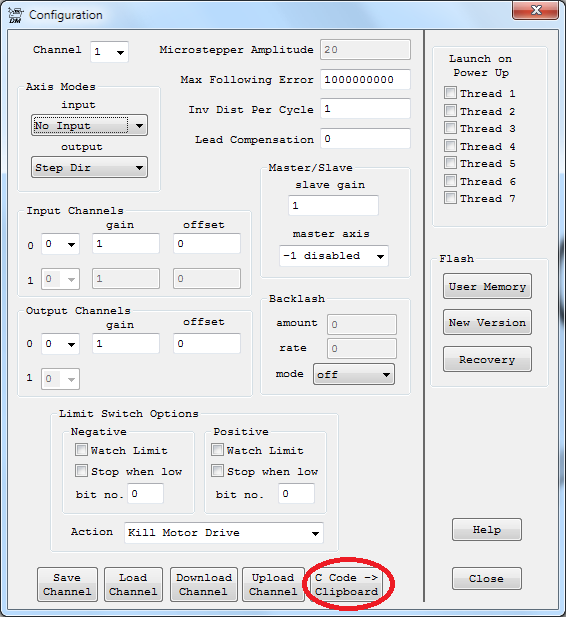 DM
Configuration
Channel 1
Axis Modes
input
No Input
output
Step Dir
Microstepper Amplitude 20
Max Following Error 1000000000
Inv Dist Per Cycle 1
Lead Compensation 0
Master/Slave
slave gain
1
master axis
-1 disabled
Input Channels
gain offset
0 0 1 0
1 0 1 0
Output Channels
gain offset
0 0 1 0
1 0
Backlash
amount 0
rate 0
mode off
Limit Switch Options
Negative
Watch Limit
Stop when low
bit no. 0
Positive
Watch Limit
Stop when low
bit no. 0
Action Kill Motor Drive
Save
Channel
Load
Channel
Download
Channel
Upload
Channel
C Code ->
Clipboard
Launch on
Power Up
Thread 1
Thread 2
Thread 3
Thread 4
Thread 5
Thread 6
Thread 7
Flash
User Memory
New Version
Recovery
Help
Close